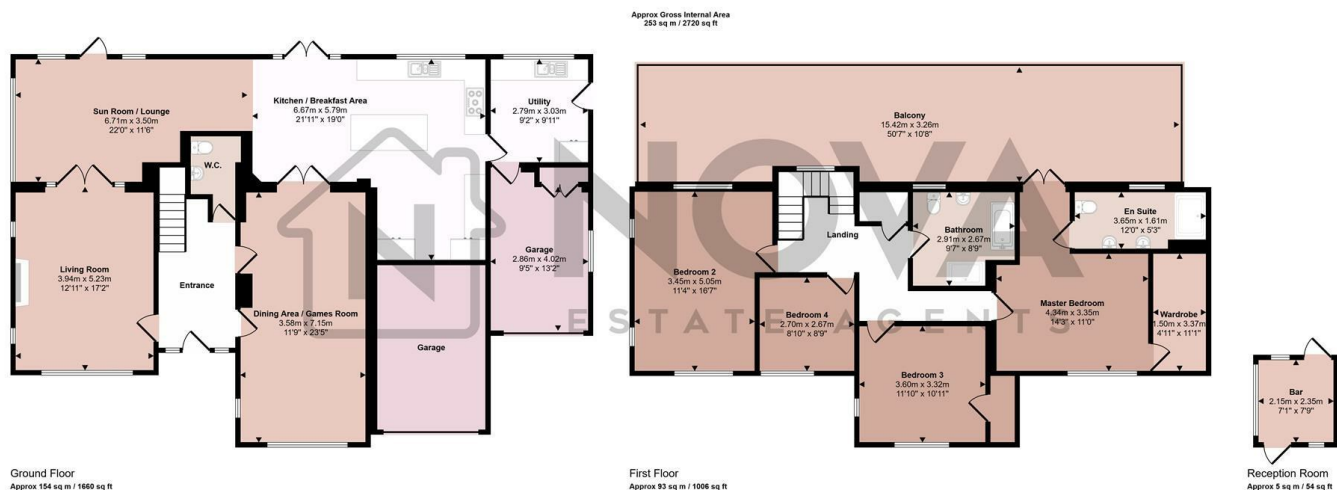 Approx Gross Internal Area
253 sq m / 2720 sq ft
Sun Room / Lounge
6.71m x 3.50m
22'0" x 11'6"
Kitchen / Breakfast Area
6.67m x 5.79m
21'11" x 19'0"
Utility
2.79m x 3.03m
9'2" x 9'11"
W.C.
Living Room
3.94m x 5.23m
12'11" x 17'2"
Entrance
Dining Area / Games Room
3.58m x 7.15m
11'9" x 23'5"
Garage
Garage
2.86m x 4.02m
9'5" x 13'2"
Ground Floor
Approx 154 sq m / 1660 sq ft
Balcony
15.42m x 3.26m
50'7" x 10'8"
Landing
Bathroom
2.91m x 2.67m
9'7" x 8'9"
En Suite
3.65m x 1.61m
12'0" x 5'3"
Bedroom 2
3.45m x 5.05m
11'4" x 16'7"
Bedroom 4
2.70m x 2.67m
8'10" x 8'9"
Master Bedroom
4.34m x 3.35m
14'3" x 11'0"
Wardrobe
1.50m x 3.37m
4'11" x 11'1"
Bedroom 3
3.60m x 3.32m
11'10" x 10'11"
First Floor
Approx 93 sq m / 1006 sq ft
Bar
2.15m x 2.35m
7'1" x 7'9"
Reception Room
Approx 5 sq m / 54 sq ft
NOVA
ESTATE AGENTS